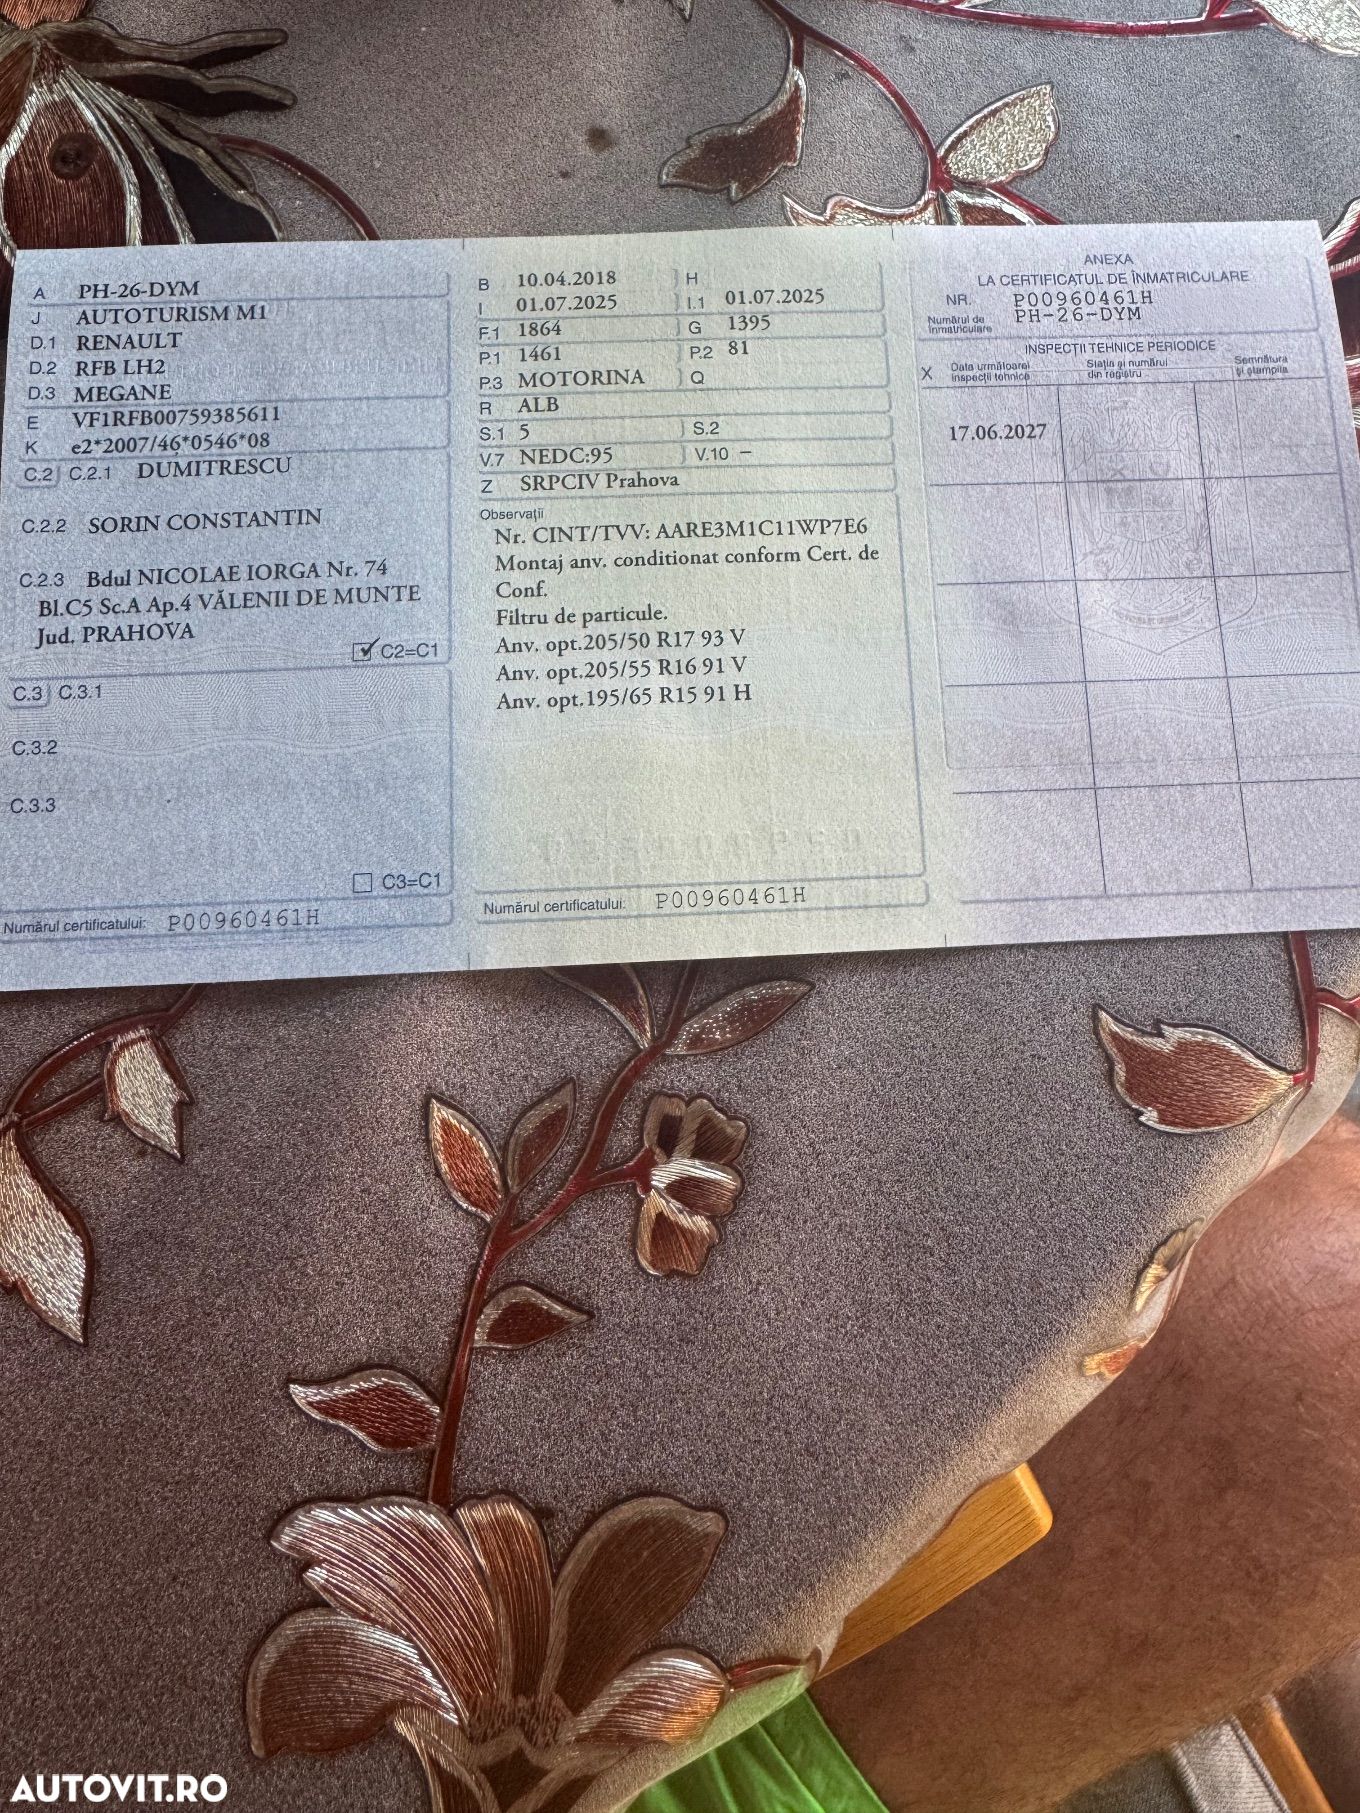 A PH-26-DYM
J AUTOTURISM M1
D.1 RENAULT
D.2 RFB LH2
D.3 MEGANE
E VF1RFB00759385611
K e2*2007/46*0546*08
C.2 C.2.1 DUMITRESCU
C.2.2 SORIN CONSTANTIN
C.2.3 Bdul NICOLAE IORGA Nr. 74
Bl.C5 Sc.A Ap.4 VĂLENII DE MUNTE
Jud. PRAHOVA
C2=C1
C.3 C.3.1
C.3.2
C.3.3
C3=C1
Numărul certificatului: P00960461H
B 10.04.2018 H
I 01.07.2025 I.1 01.07.2025
F.1 1864 G 1395
P.1 1461 P.2 81
P.3 MOTORINA Q
R ALB
S.1 5 S.2
V.7 NEDC:95 V.10 –
Z SRPCIV Prahova
Observații
Nr. CINT/TVV: AARE3M1C11WP7E6
Montaj anv. conditionat conform Cert. de
Conf.
Filtru de particule.
Anv. opt.205/50 R17 93 V
Anv. opt.205/55 R16 91 V
Anv. opt.195/65 R15 91 H
Numărul certificatului: P00960461H
ANEXA
LA CERTIFICATUL DE ÎNMATRICULARE
NR. P00960461H
Numărul de înmatriculare PH-26-DYM
INSPECȚII TEHNICE PERIODICE
X Data următoarei inspecții tehnice Stația și numărul din registru Semnătura și ștampila
17.06.2027
AUTOVIT.RO